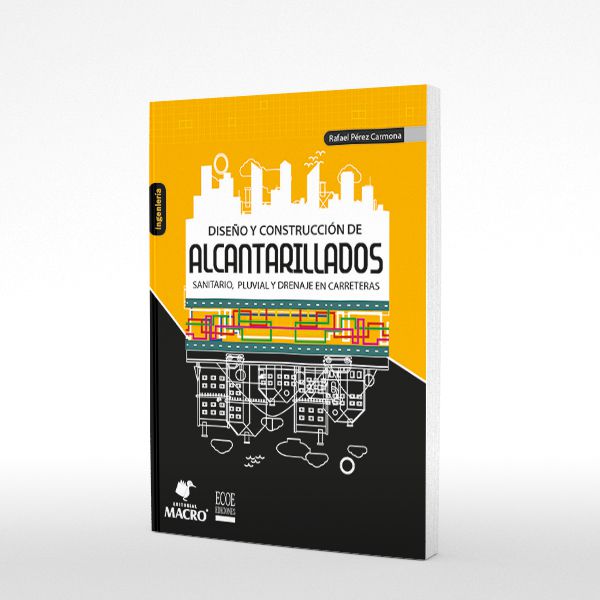 Rafael Pérez Carmona
Ingeniería
DISEÑO Y CONSTRUCCIÓN DE
ALCANTARILLADOS
SANITARIO, PLUVIAL Y DRENAJE EN CARRETERAS
EDITORIAL
MACRO®
ECOE
EDICIONES